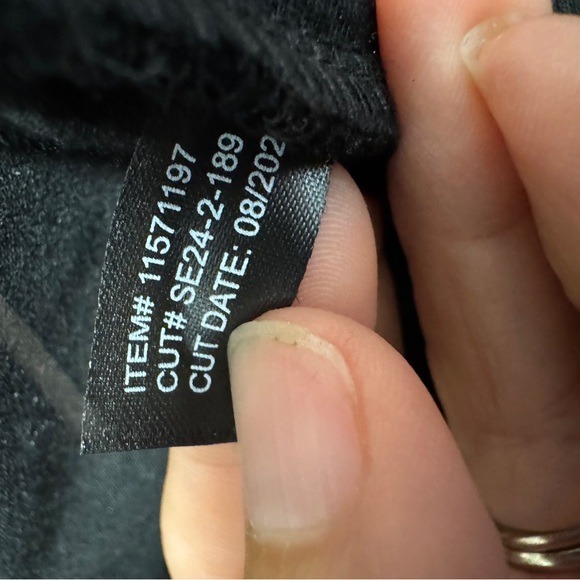 ITEM# 11571197
CUT# SE24-2-189
CUT DATE: 08/202